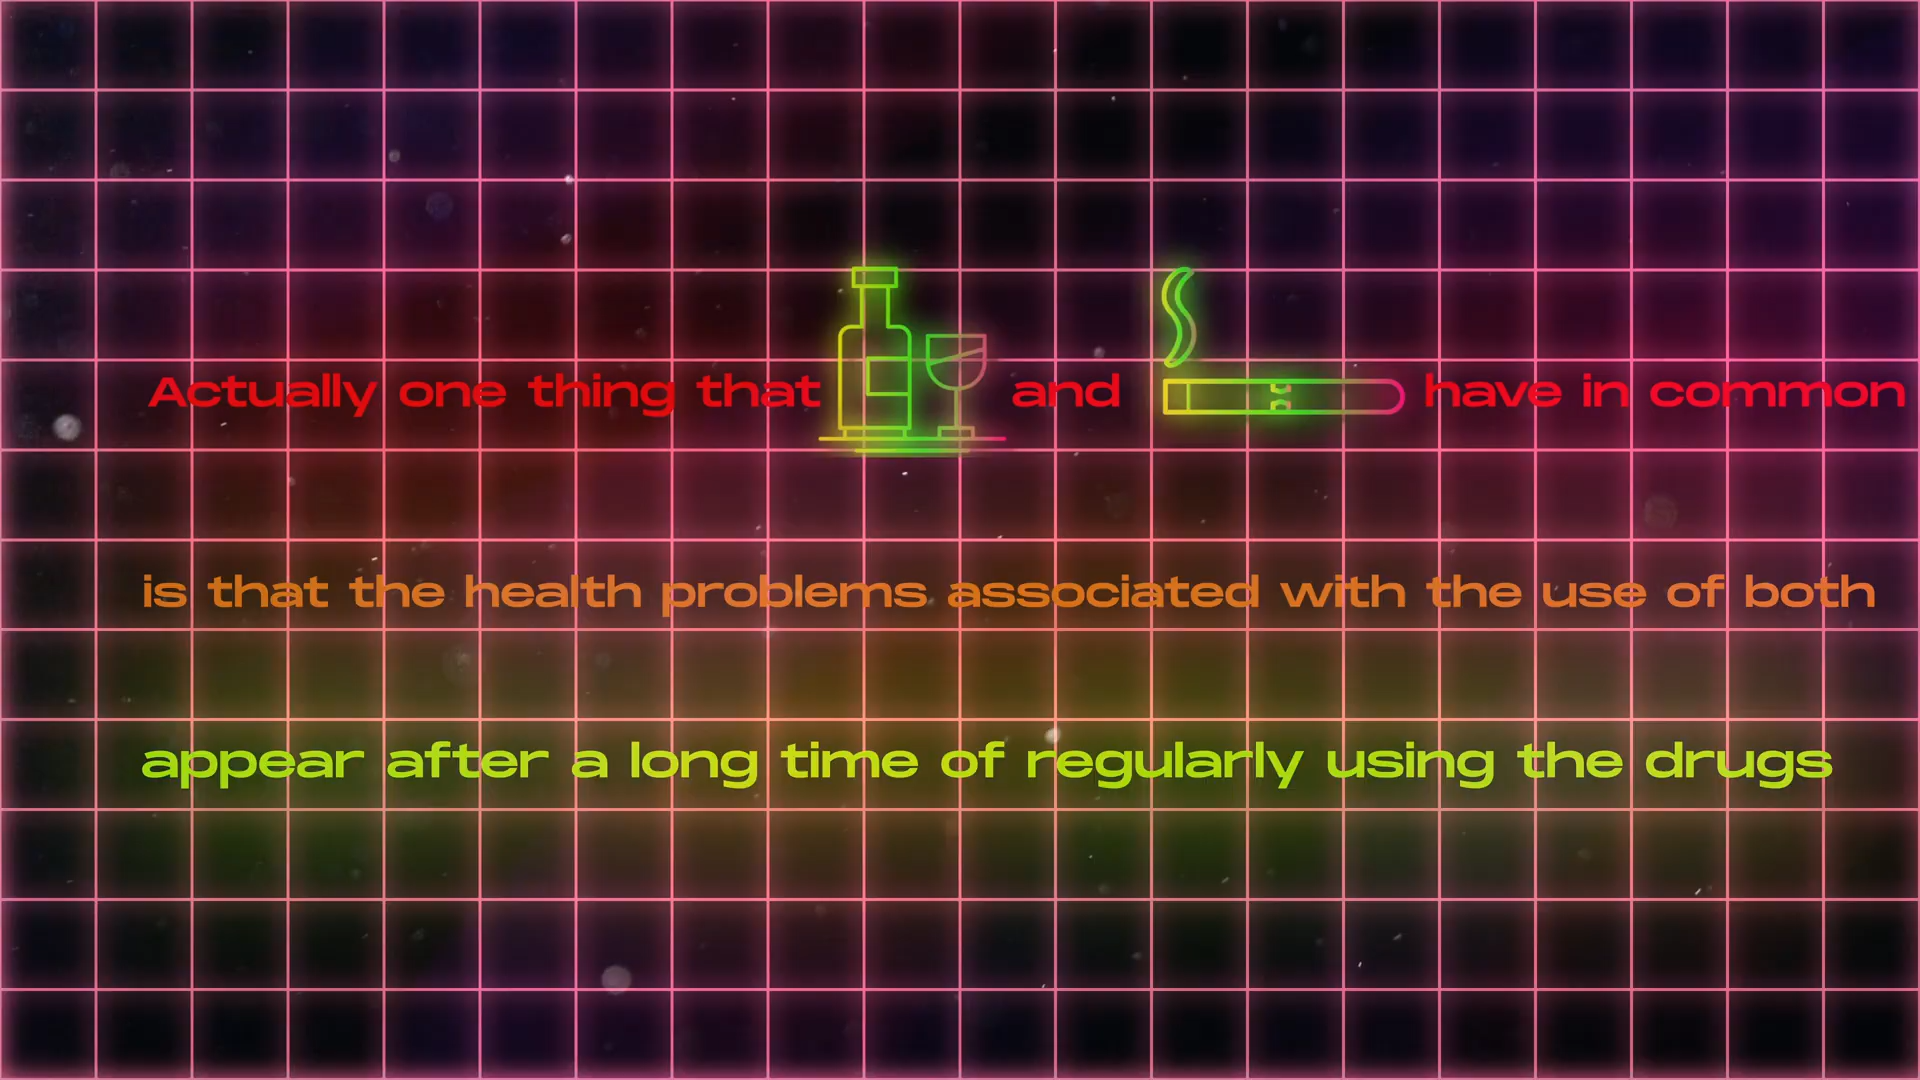 Actually one thing that and have in common
is that the health problems associated with the use of both
appear after a long time of regularly using the drugs